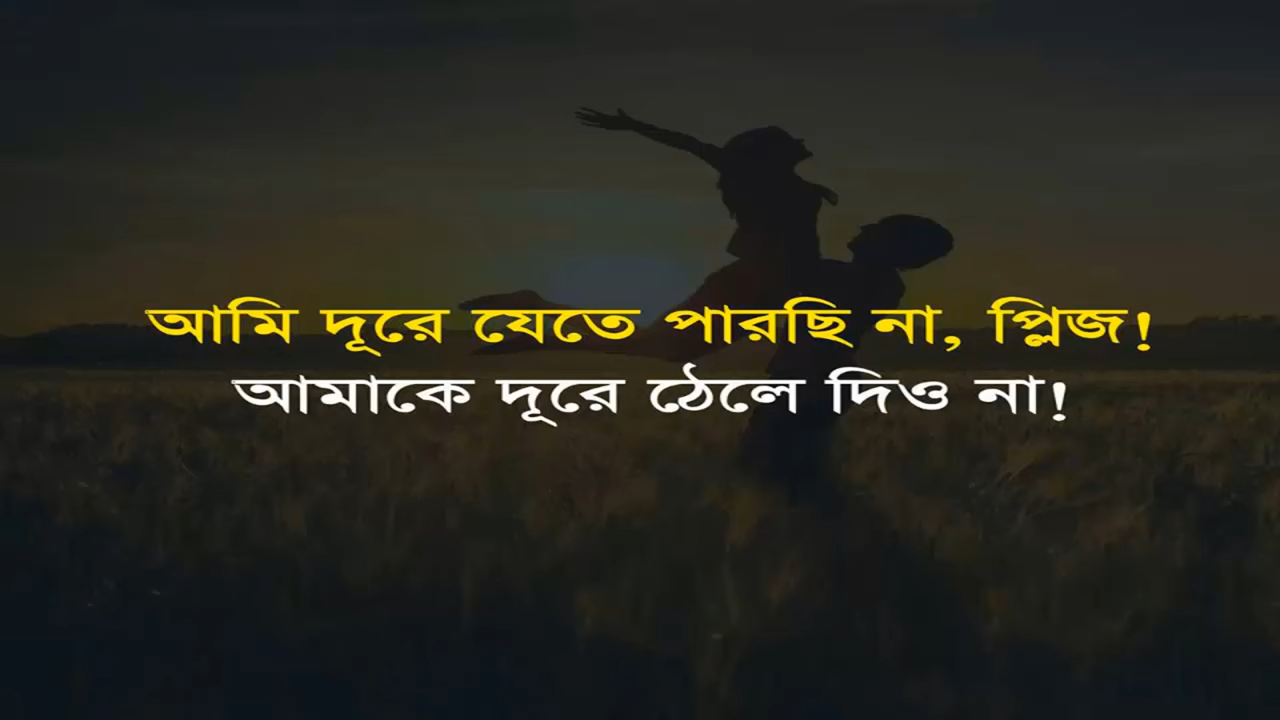 আমি দূরে যেতে পারছি না, প্লিজ!
আমাকে দূরে ঠেলে দিও না!